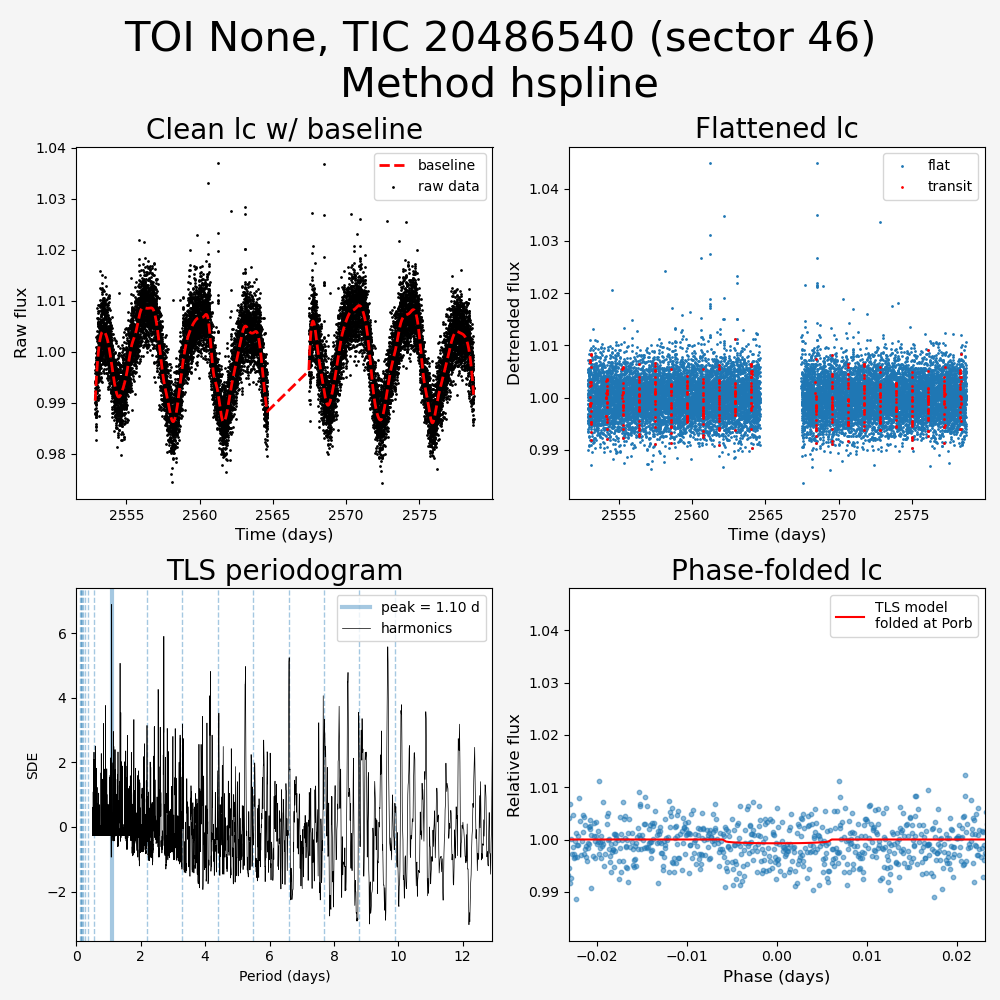 TOI None, TIC 20486540 (sector 46)
Method hspline
Clean lc w/ baseline
Flattened lc
1.04
1.03
1.02
1.01
1.00
0.99
0.98
Raw flux
baseline
raw data
2555
2560
2565
2570
2575
Time (days)
1.04
1.03
1.02
1.01
1.00
0.99
Detrended flux
flat
transit
2555
2560
2565
2570
2575
Time (days)
TLS periodogram
Phase-folded lc
6
4
2
0
−2
SDE
peak = 1.10 d
harmonics
0
2
4
6
8
10
12
Period (days)
1.04
1.03
1.02
1.01
1.00
0.99
Relative flux
TLS model
folded at Porb
−0.02
−0.01
0.00
0.01
0.02
Phase (days)